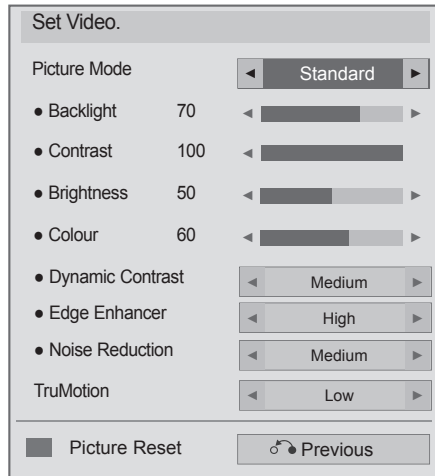 Set Video.
Picture Mode ◄ Standard ►
● Backlight 70 ◄ ►
● Contrast 100 ◄
● Brightness 50 ◄ ►
● Colour 60 ◄ ►
● Dynamic Contrast ◄ Medium ►
● Edge Enhancer ◄ High ►
● Noise Reduction ◄ Medium ►
TruMotion ◄ Low ►
Picture Reset Previous